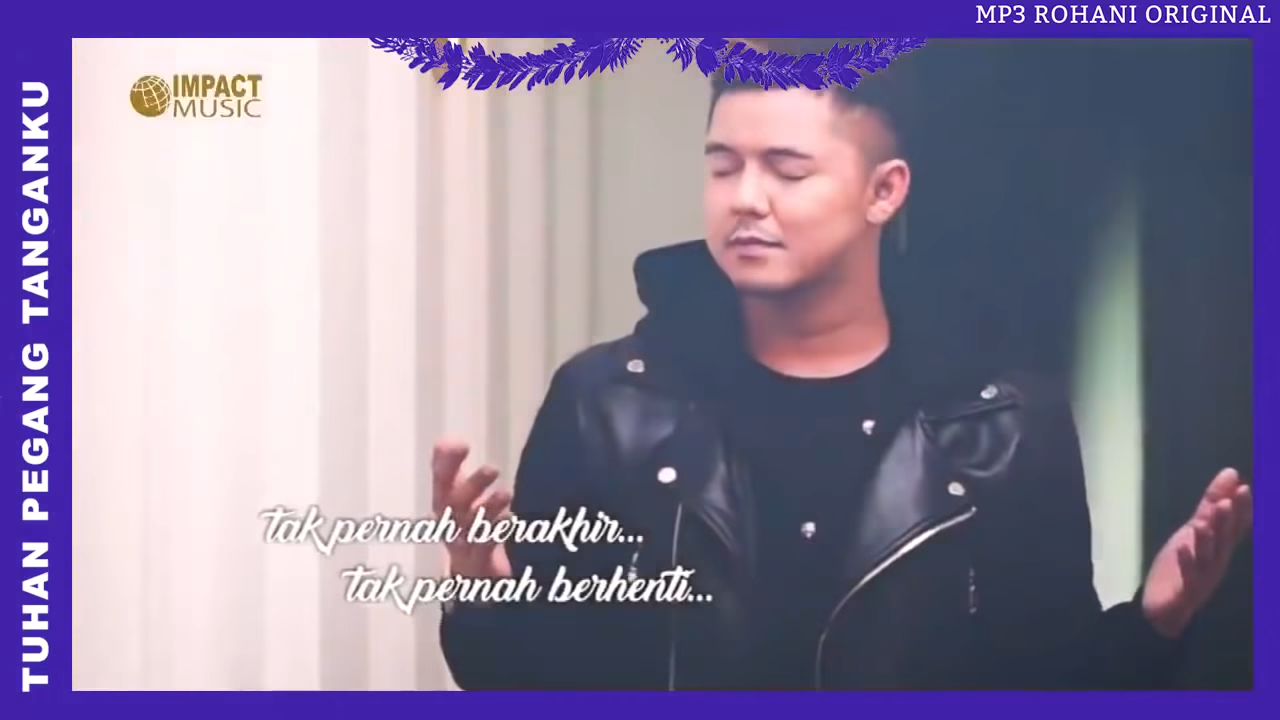 MP3 ROHANI ORIGINAL
IMPACT
MUSIC
TUHAN PEGANG TANGANKU
tak pernah berakhir...
tak pernah berhenti...